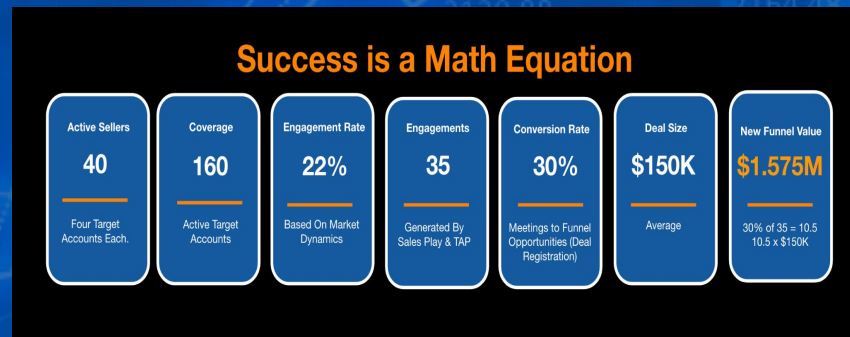 Success is a Math Equation
Active Sellers
40
Four Target
Accounts Each.
Coverage
160
Active Target
Accounts
Engagement Rate
22%
Based On Market
Dynamics
Engagements
35
Generated By
Sales Play & TAP
Conversion Rate
30%
Meetings to Funnel
Opportunities (Deal
Registration)
Deal Size
$150K
Average
New Funnel Value
$1.575M
30% of 35 = 10.5
10.5 x $150K